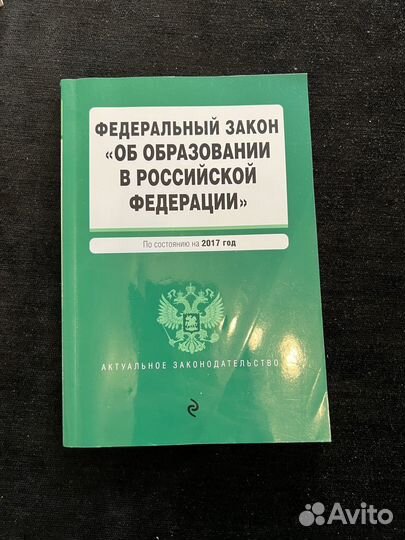 ФЕДЕРАЛЬНЫЙ ЗАКОН
«ОБ ОБРАЗОВАНИИ
В РОССИЙСКОЙ
ФЕДЕРАЦИИ»
По состоянию на 2017 год
АКТУАЛЬНОЕ ЗАКОНОДАТЕЛЬСТВО
Avito